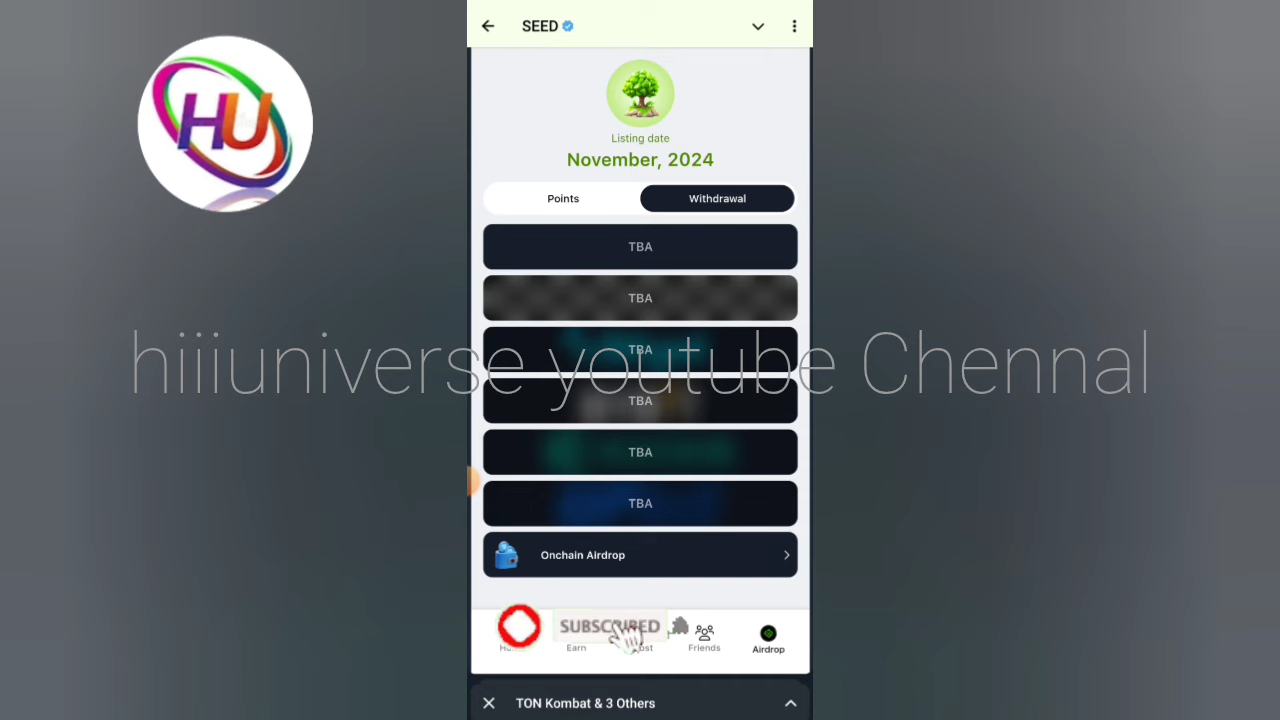 SEED
HU
Listing date
November, 2024
Points
Withdrawal
TBA
TBA
TBA
hiiiuniverse youtube Chennal
TBA
TBA
TBA
Onchain Airdrop
SUBSCRIBED
Earn
Friends
Airdrop
TON Kombat & 3 Others